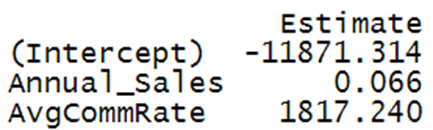 Estimate
(Intercept) -11871.314
Annual_Sales 0.066
AvgCommRate 1817.240